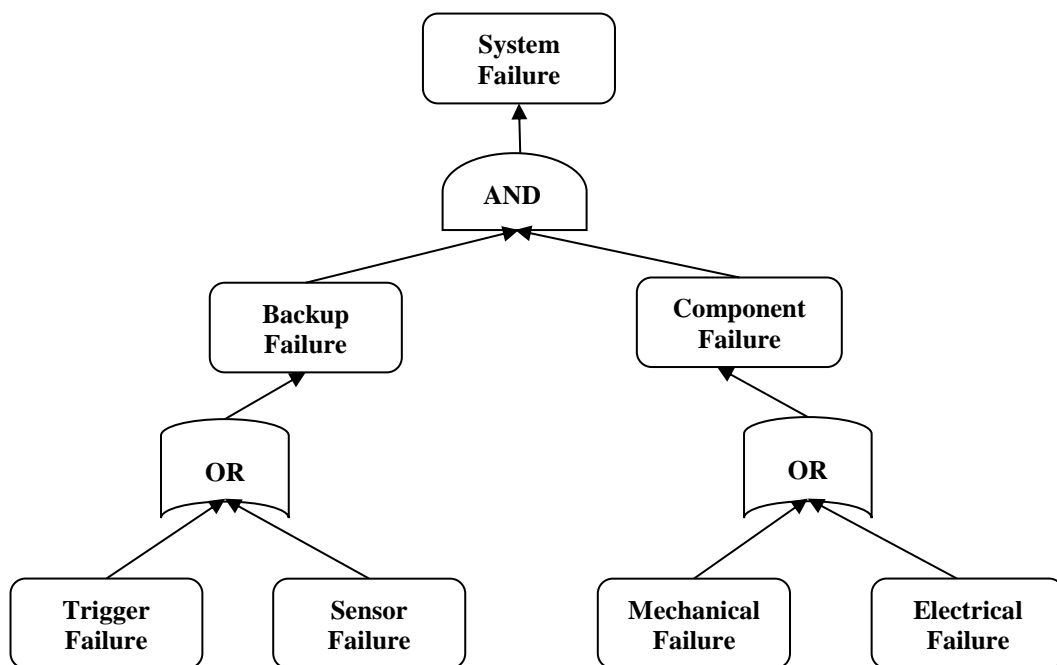 System
Failure
AND
Backup
Failure
Component
Failure
OR
OR
Trigger
Failure
Sensor
Failure
Mechanical
Failure
Electrical
Failure